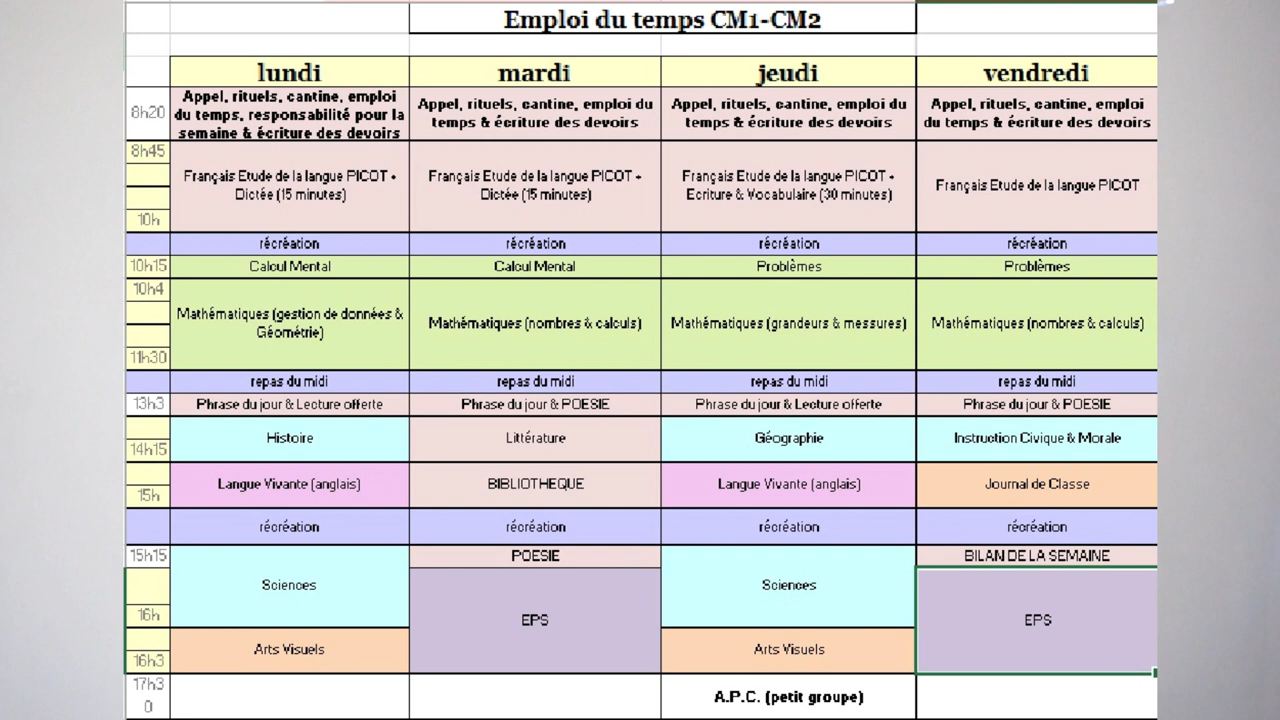 Emploi du temps CM1-CM2
lundi mardi jeudi vendredi
Appel, rituels, cantine, emploi
du temps, responsabilité pour la
semaine & écriture des devoirs
Appel, rituels, cantine, emploi du
temps & écriture des devoirs
Appel, rituels, cantine, emploi du
temps & écriture des devoirs
Appel, rituels, cantine, emploi
du temps & écriture des devoirs
8h20
8h45
Français Etude de la langue PICOT +
Dictée (15 minutes)
Français Etude de la langue PICOT +
Dictée (15 minutes)
Français Etude de la langue PICOT +
Ecriture & Vocabulaire (30 minutes)
Français Etude de la langue PICOT
10h
récréation récréation récréation récréation
10h15 Calcul Mental Calcul Mental Problèmes Problèmes
10h4
Mathématiques (gestion de données &
Géométrie)
Mathématiques (nombres & calculs)
Mathématiques (grandeurs & messures)
Mathématiques (nombres & calculs)
11h30
repas du midi repas du midi repas du midi repas du midi
13h3 Phrase du jour & Lecture offerte Phrase du jour & POESIE Phrase du jour & Lecture offerte Phrase du jour & POESIE
Histoire Littérature Géographie Instruction Civique & Morale
14h15
Langue Vivante (anglais) BIBLIOTHEQUE Langue Vivante (anglais) Journal de Classe
15h
récréation récréation récréation récréation
15h15 POESIE BILAN DE LA SEMAINE
Sciences Sciences
16h EPS EPS
Arts Visuels Arts Visuels
16h3
17h3
0
A.P.C. (petit groupe)